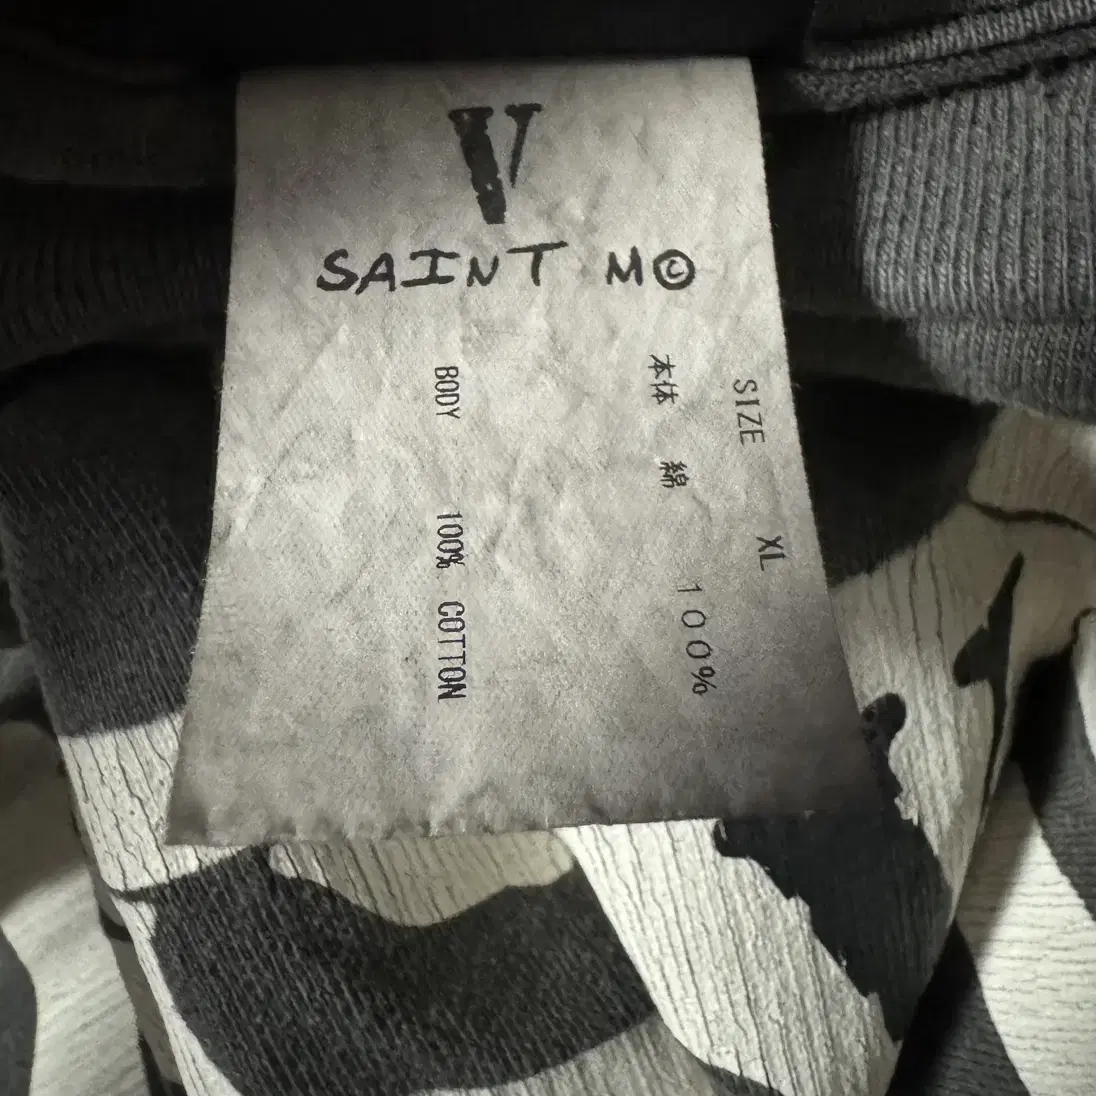 V
SAINT M©
SIZE XL
本体 綿 100%
BODY 100% COTTON